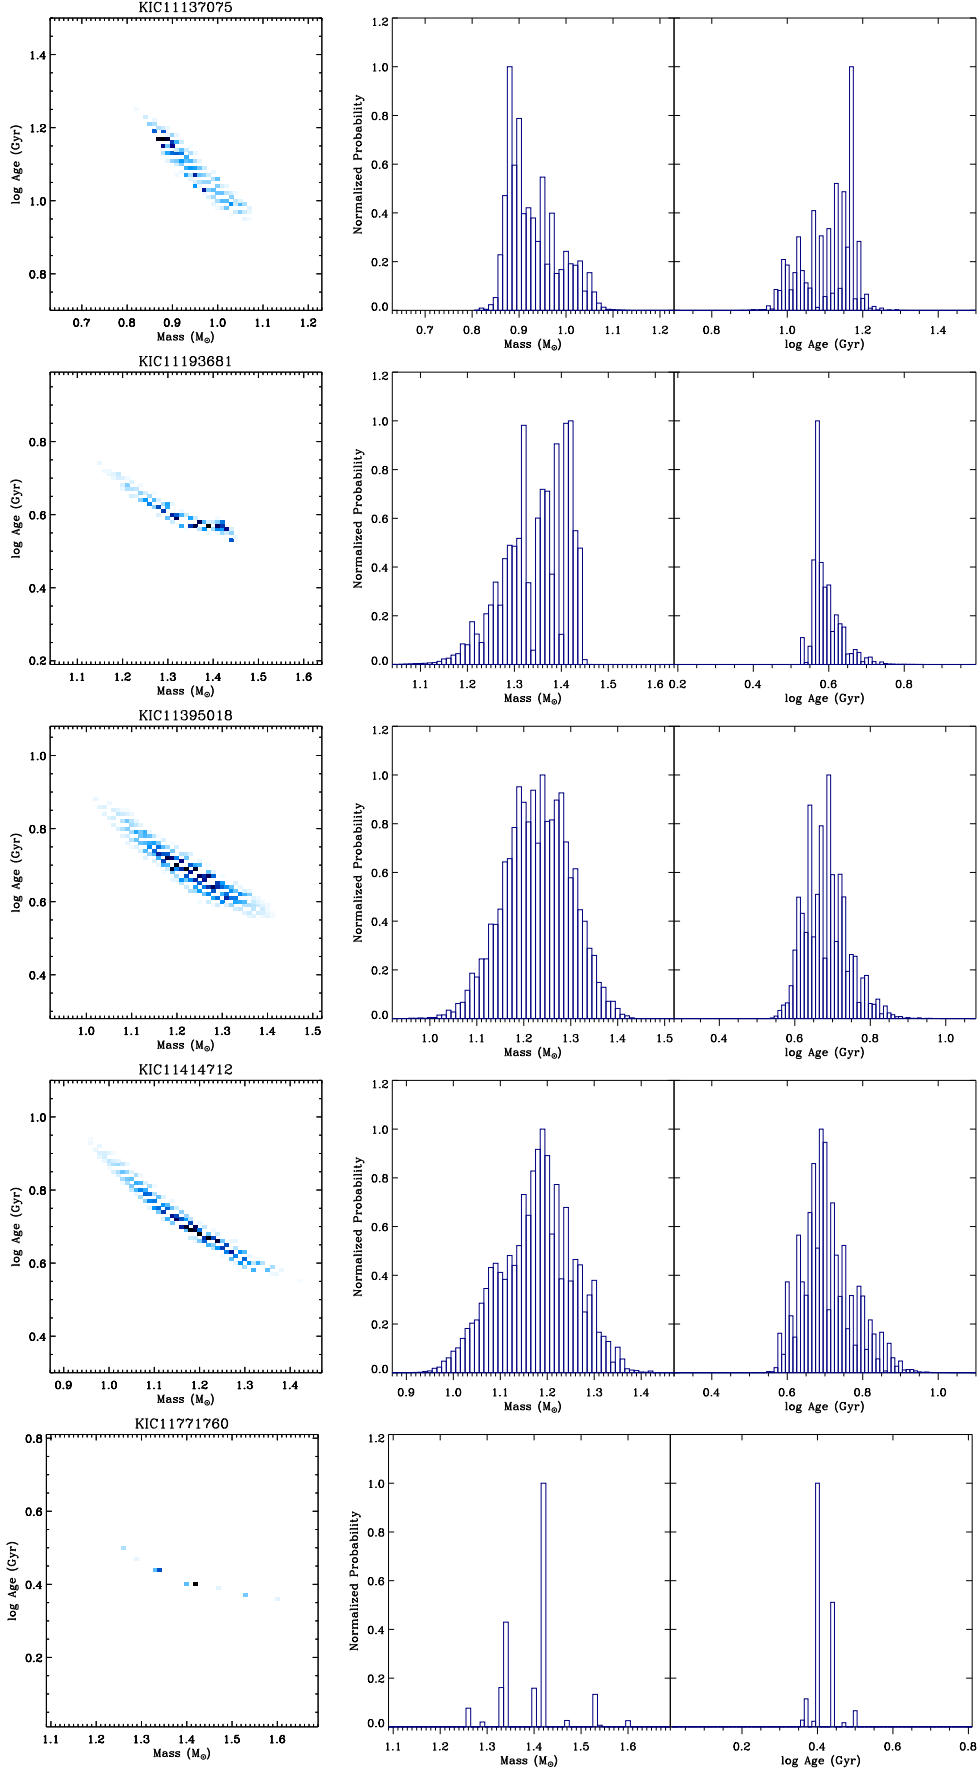 KIC11137075
1.4
1.2
1.0
0.8
log Age (Gyr)
0.7 0.8 0.9 1.0 1.1 1.2
Mass (M⊙)
1.2
1.0
0.8
0.6
0.4
0.2
0.0
Normalized Probability
0.7 0.8 0.9 1.0 1.1 1.2
Mass (M⊙)
0.8 1.0 1.2 1.4
log Age (Gyr)
KIC11193681
0.8
0.6
0.4
0.2
log Age (Gyr)
1.1 1.2 1.3 1.4 1.5 1.6
Mass (M⊙)
1.2
1.0
0.8
0.6
0.4
0.2
0.0
Normalized Probability
1.1 1.2 1.3 1.4 1.5 1.6
Mass (M⊙)
0.2 0.4 0.6 0.8
log Age (Gyr)
KIC11395018
1.0
0.8
0.6
0.4
log Age (Gyr)
1.0 1.1 1.2 1.3 1.4 1.5
Mass (M⊙)
1.2
1.0
0.8
0.6
0.4
0.2
0.0
Normalized Probability
1.0 1.1 1.2 1.3 1.4 1.5
Mass (M⊙)
0.4 0.6 0.8 1.0
log Age (Gyr)
KIC11414712
1.0
0.8
0.6
0.4
log Age (Gyr)
0.9 1.0 1.1 1.2 1.3 1.4
Mass (M⊙)
1.2
1.0
0.8
0.6
0.4
0.2
0.0
Normalized Probability
0.9 1.0 1.1 1.2 1.3 1.4
Mass (M⊙)
0.4 0.6 0.8 1.0
log Age (Gyr)
KIC11771760
0.8
0.6
0.4
0.2
log Age (Gyr)
1.1 1.2 1.3 1.4 1.5 1.6
Mass (M⊙)
1.2
1.0
0.8
0.6
0.4
0.2
0.0
Normalized Probability
1.1 1.2 1.3 1.4 1.5 1.6
Mass (M⊙)
0.2 0.4 0.6 0.8
log Age (Gyr)